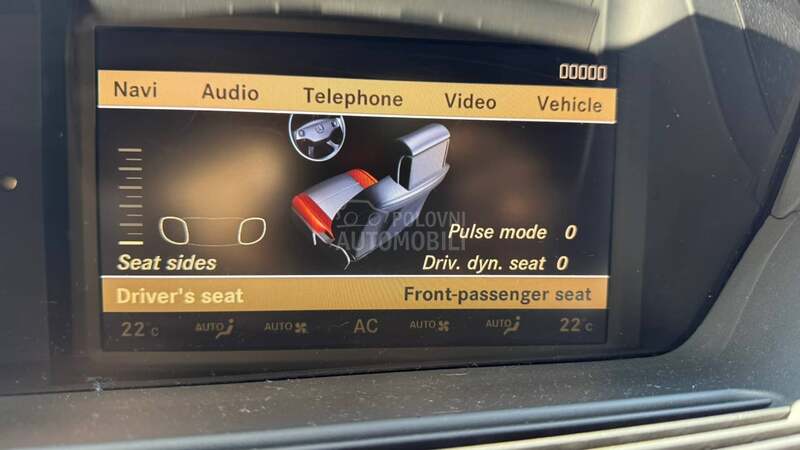 00000
Navi Audio Telephone Video Vehicle
POLOVNI
AUTOMOBILI
Pulse mode 0
Seat sides Driv. dyn. seat 0
Driver's seat Front-passenger seat
22°C AUTO AUTO AC AUTO AUTO 22°C